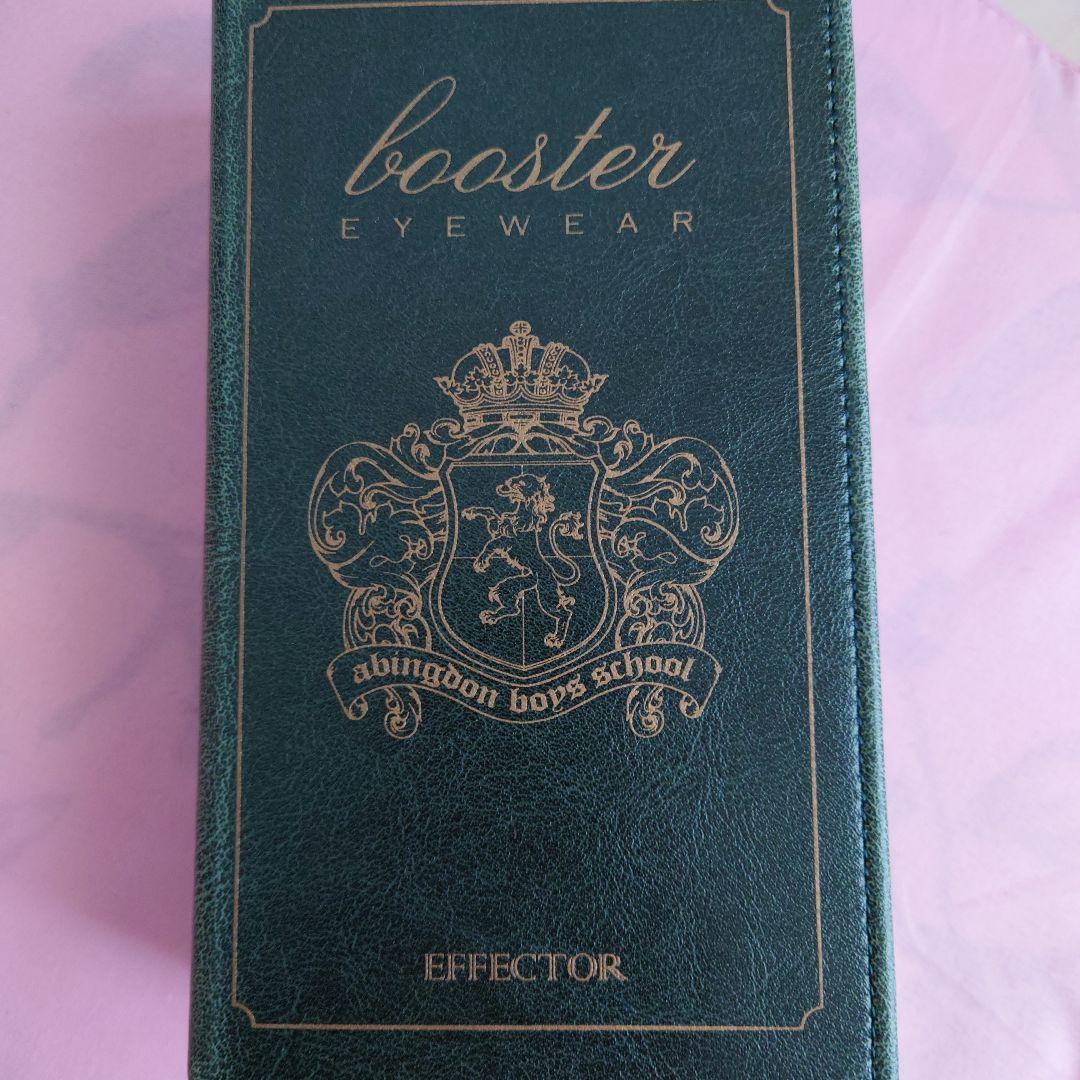 booster
EYEWEAR
abingdon boys school
EFFECTOR